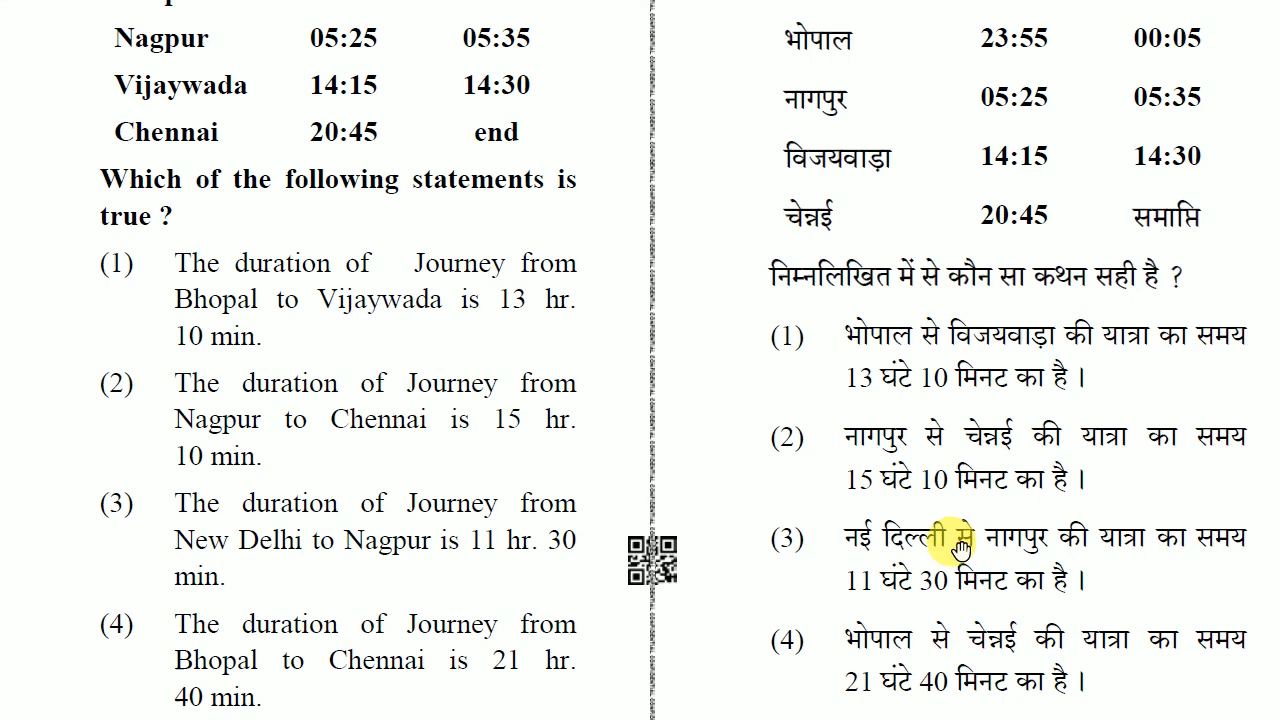 Nagpur 05:25 05:35
Vijaywada 14:15 14:30
Chennai 20:45 end
Which of the following statements is
true ?
(1) The duration of Journey from
Bhopal to Vijaywada is 13 hr.
10 min.
(2) The duration of Journey from
Nagpur to Chennai is 15 hr.
10 min.
(3) The duration of Journey from
New Delhi to Nagpur is 11 hr. 30
min.
(4) The duration of Journey from
Bhopal to Chennai is 21 hr.
40 min.
भोपाल 23:55 00:05
नागपुर 05:25 05:35
विजयवाड़ा 14:15 14:30
चेन्नई 20:45 समाप्ति
निम्नलिखित में से कौन सा कथन सही है ?
(1) भोपाल से विजयवाड़ा की यात्रा का समय
13 घंटे 10 मिनट का है ।
(2) नागपुर से चेन्नई की यात्रा का समय
15 घंटे 10 मिनट का है ।
(3) नई दिल्ली से नागपुर की यात्रा का समय
11 घंटे 30 मिनट का है ।
(4) भोपाल से चेन्नई की यात्रा का समय
21 घंटे 40 मिनट का है ।